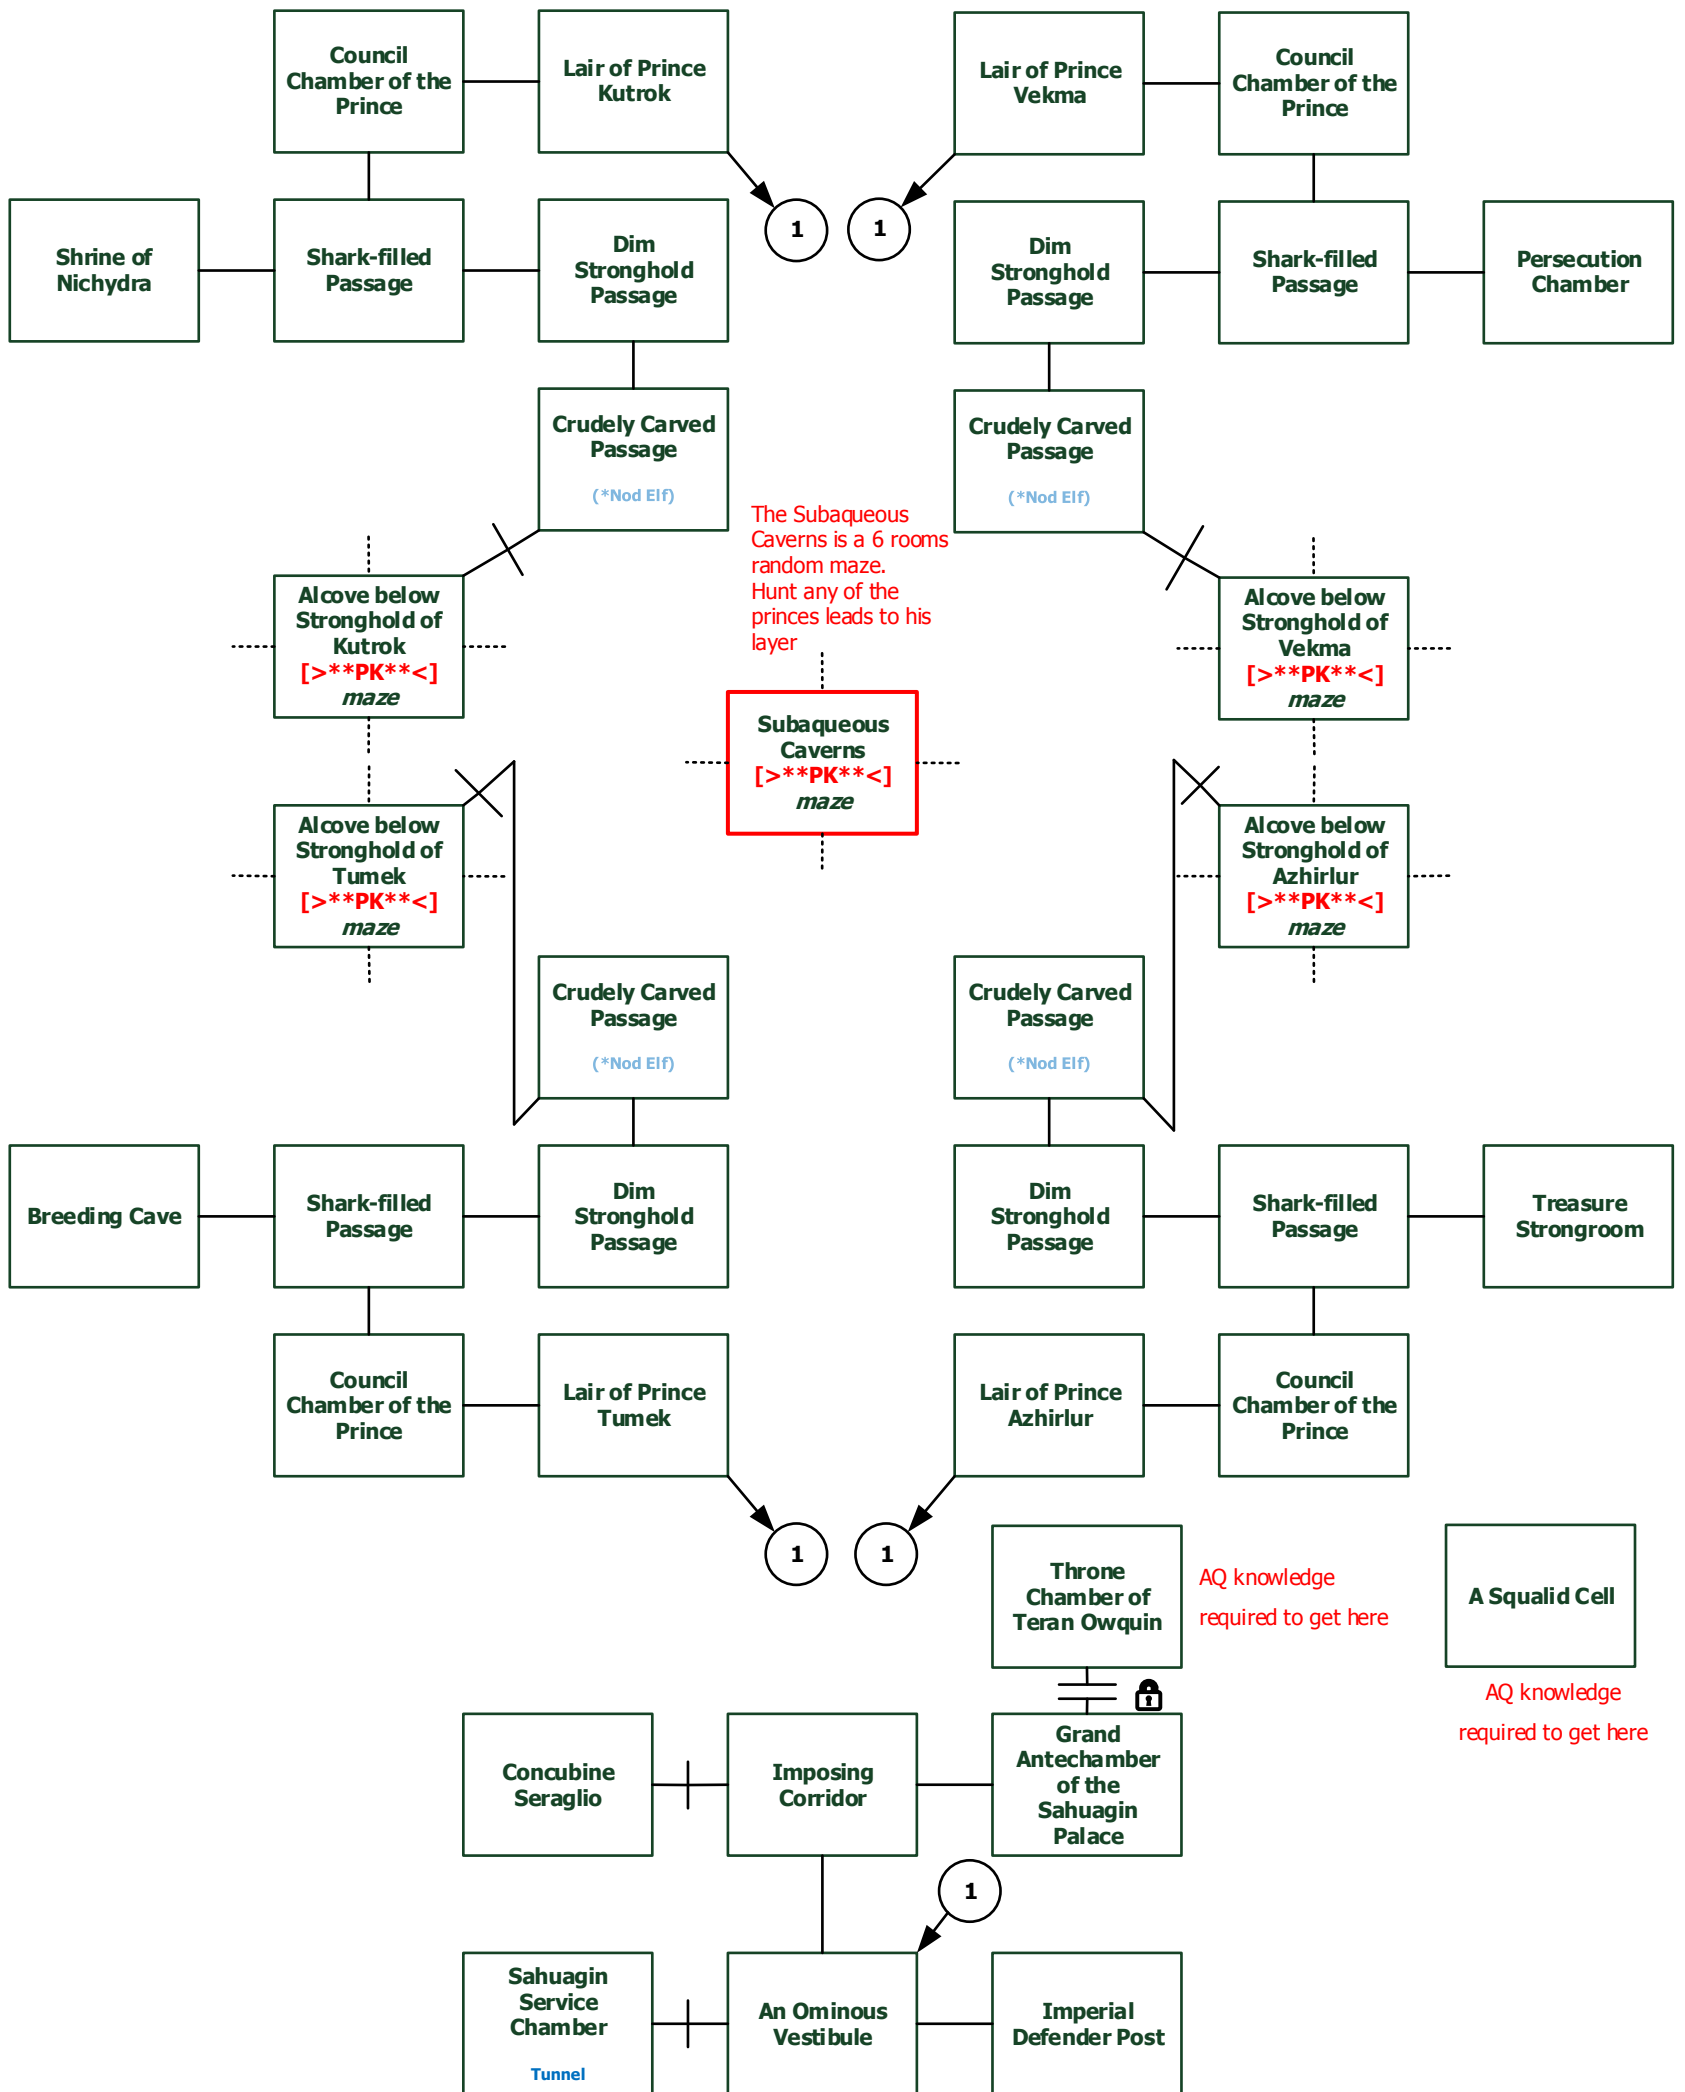 Council
Chamber of the
Prince
Lair of Prince
Kutrok
Lair of Prince
Vekma
Council
Chamber of the
Prince
1
1
Shrine of
Nichydra
Shark-filled
Passage
Dim
Stronghold
Passage
Dim
Stronghold
Passage
Shark-filled
Passage
Persecution
Chamber
Crudely Carved
Passage
(*Nod Elf)
Crudely Carved
Passage
(*Nod Elf)
The Subaqueous
Caverns is a 6 rooms
random maze.
Hunt any of the
princes leads to his
layer
Alcove below
Stronghold of
Kutrok
[>**PK**<]
maze
Alcove below
Stronghold of
Vekma
[>**PK**<]
maze
Subaqueous
Caverns
[>**PK**<]
maze
Alcove below
Stronghold of
Tumek
[>**PK**<]
maze
Alcove below
Stronghold of
Azhirlur
[>**PK**<]
maze
Crudely Carved
Passage
(*Nod Elf)
Crudely Carved
Passage
(*Nod Elf)
Breeding Cave
Shark-filled
Passage
Dim
Stronghold
Passage
Dim
Stronghold
Passage
Shark-filled
Passage
Treasure
Strongroom
Council
Chamber of the
Prince
Lair of Prince
Tumek
Lair of Prince
Azhirlur
Council
Chamber of the
Prince
1
1
Throne
Chamber of
Teran Owquin
AQ knowledge
required to get here
A Squalid Cell
AQ knowledge
required to get here
Concubine
Seraglio
Imposing
Corridor
Grand
Antechamber
of the
Sahuagin
Palace
1
Sahuagin
Service
Chamber
Tunnel
An Ominous
Vestibule
Imperial
Defender Post